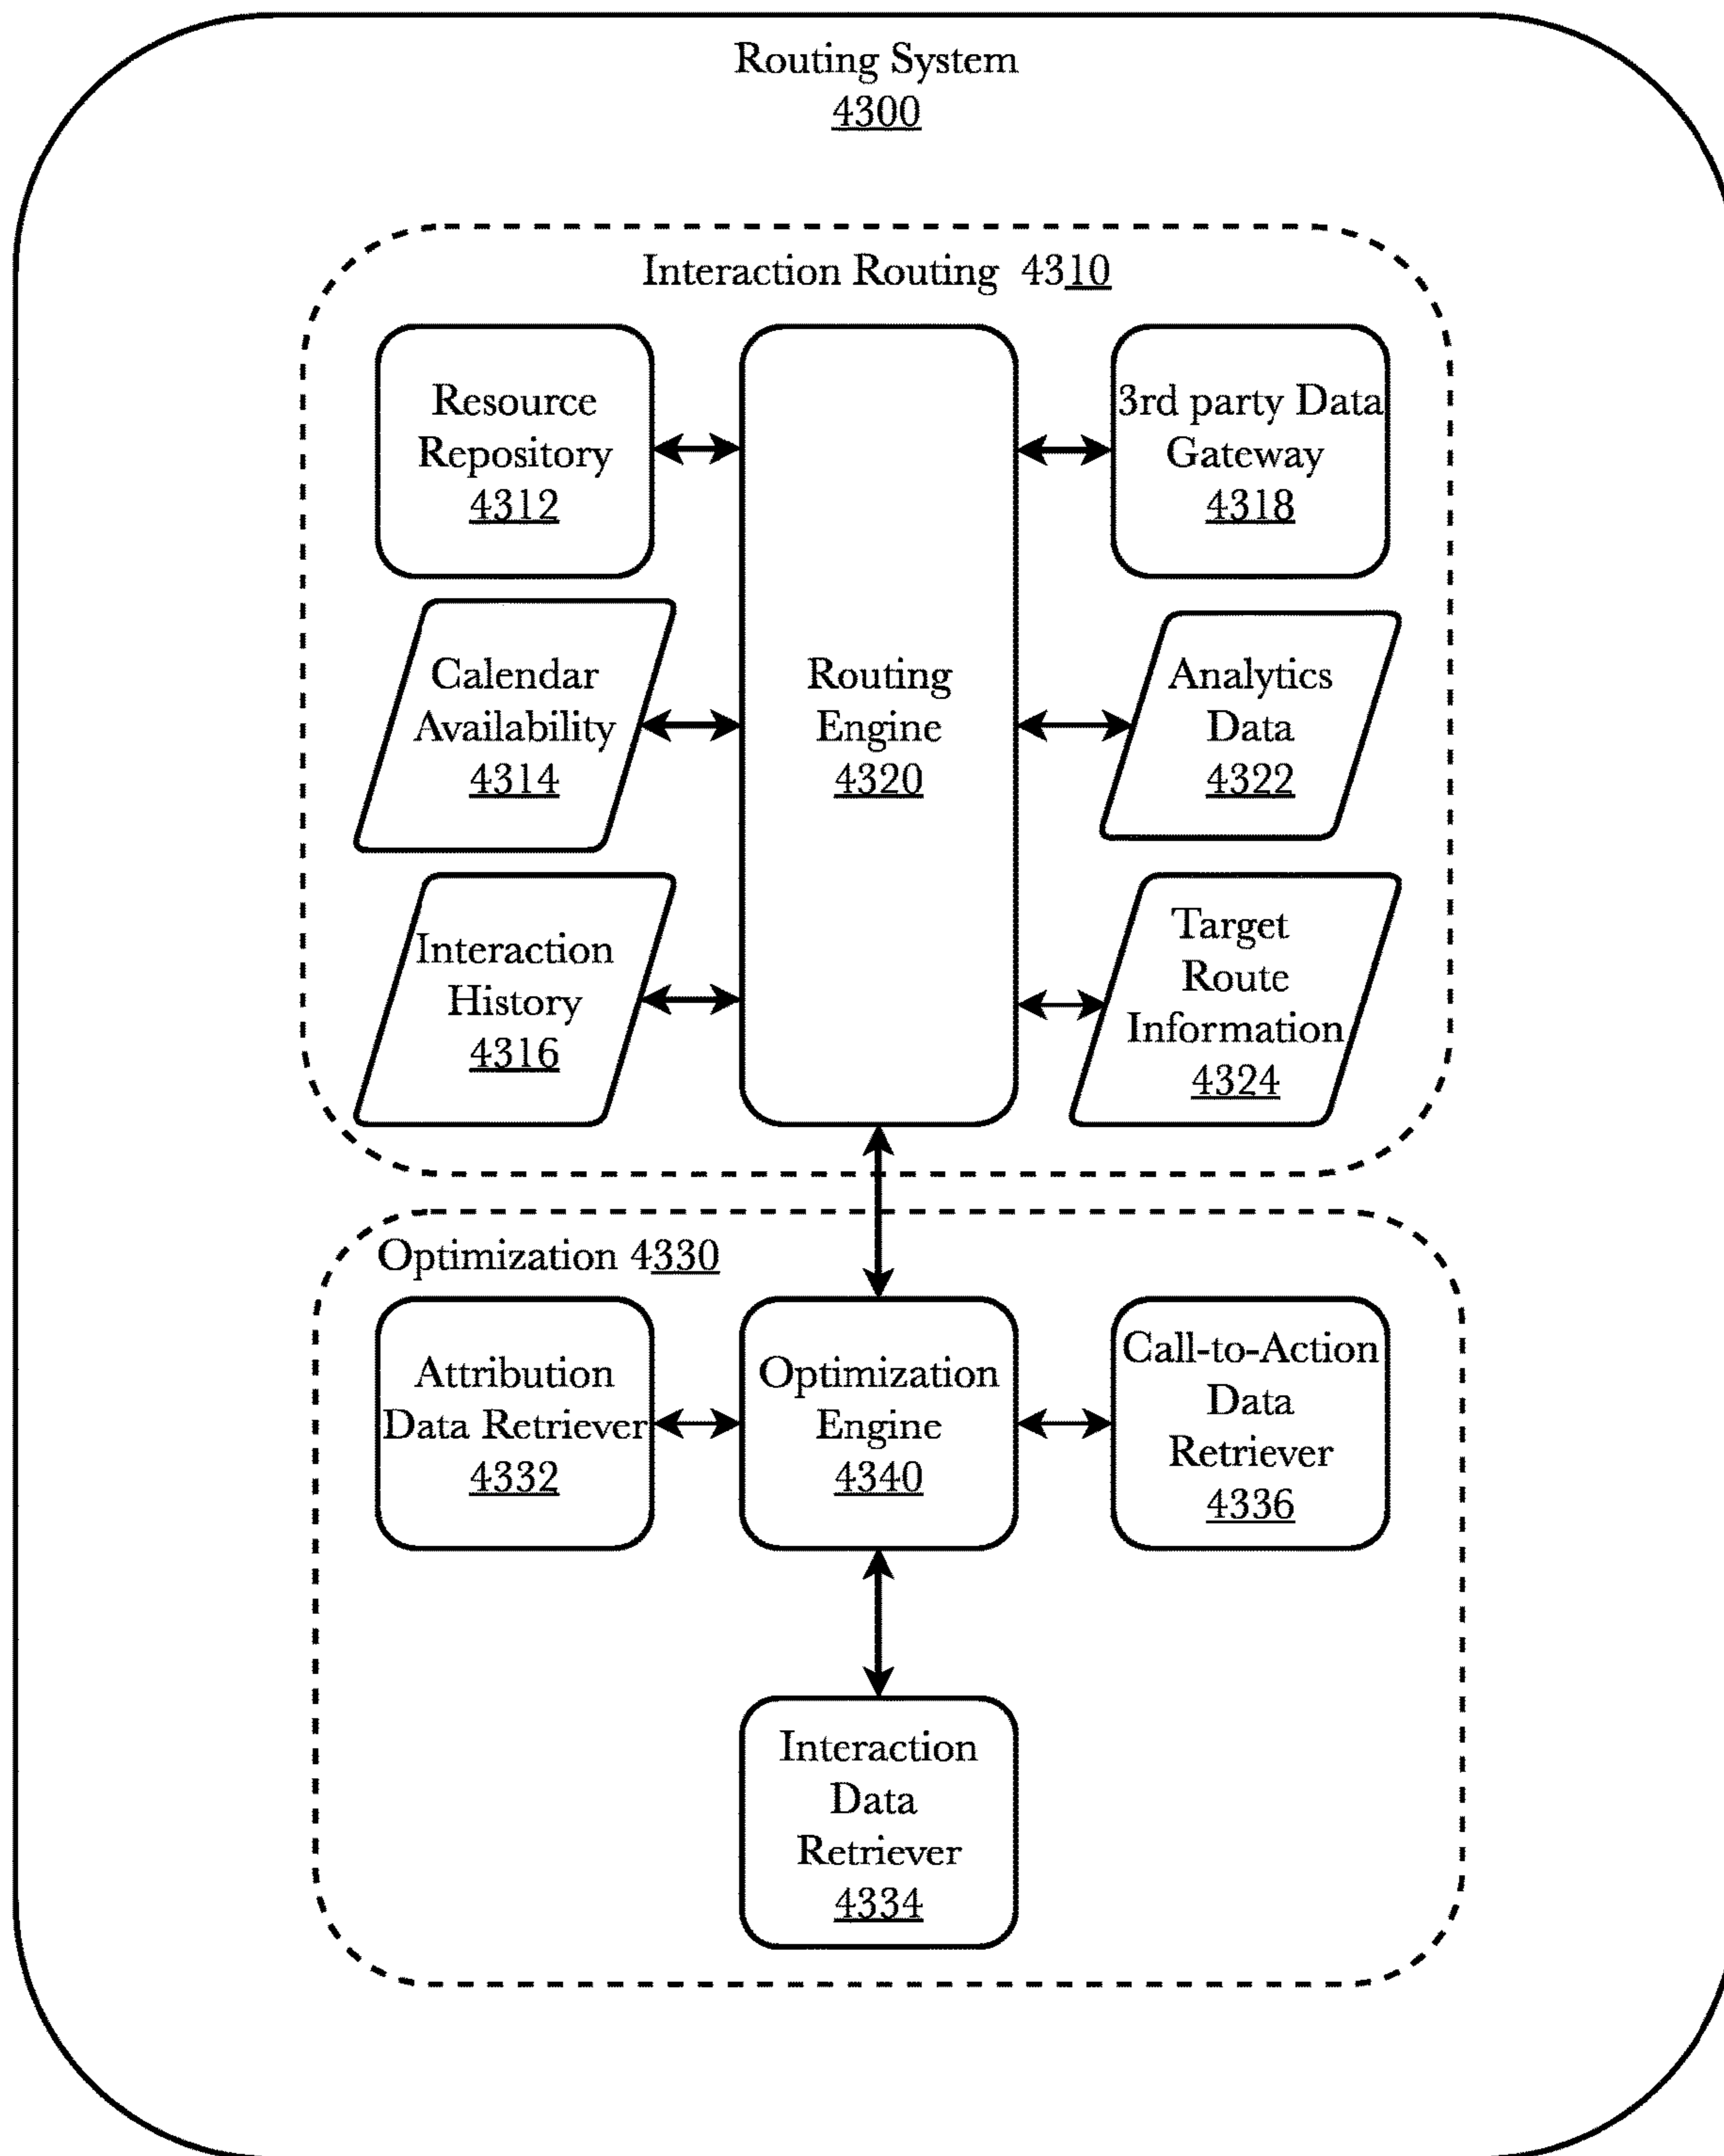 Routing System
4300
Interaction Routing 4310
Resource
Repository
4312
3rd party Data
Gateway
4318
Calendar
Availability
4314
Routing
Engine
4320
Analytics
Data
4322
Interaction
History
4316
Target
Route
Information
4324
Optimization 4330
Attribution
Data Retriever
4332
Optimization
Engine
4340
Call-to-Action
Data
Retriever
4336
Interaction
Data
Retriever
4334